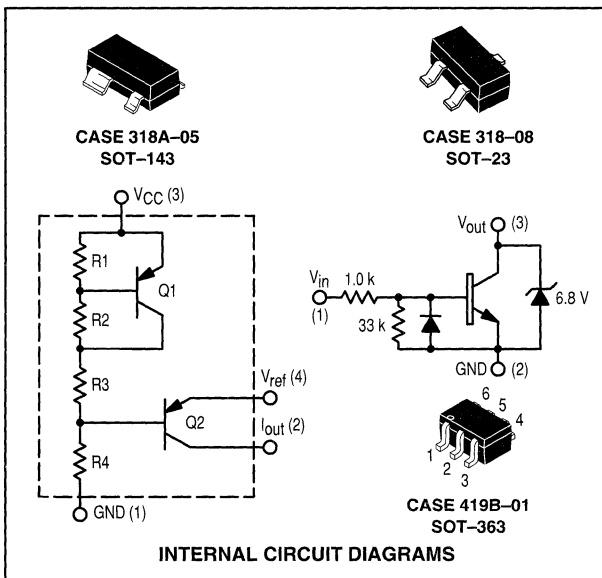 CASE 318A–05
SOT–143
CASE 318–08
SOT–23
VCC (3)
R1
Q1
R2
R3
Vref (4)
Q2
Iout (2)
R4
GND (1)
Vout (3)
Vin
(1)
1.0 k
33 k
6.8 V
GND (2)
6
5
4
1
2
3
CASE 419B–01
SOT–363
INTERNAL CIRCUIT DIAGRAMS